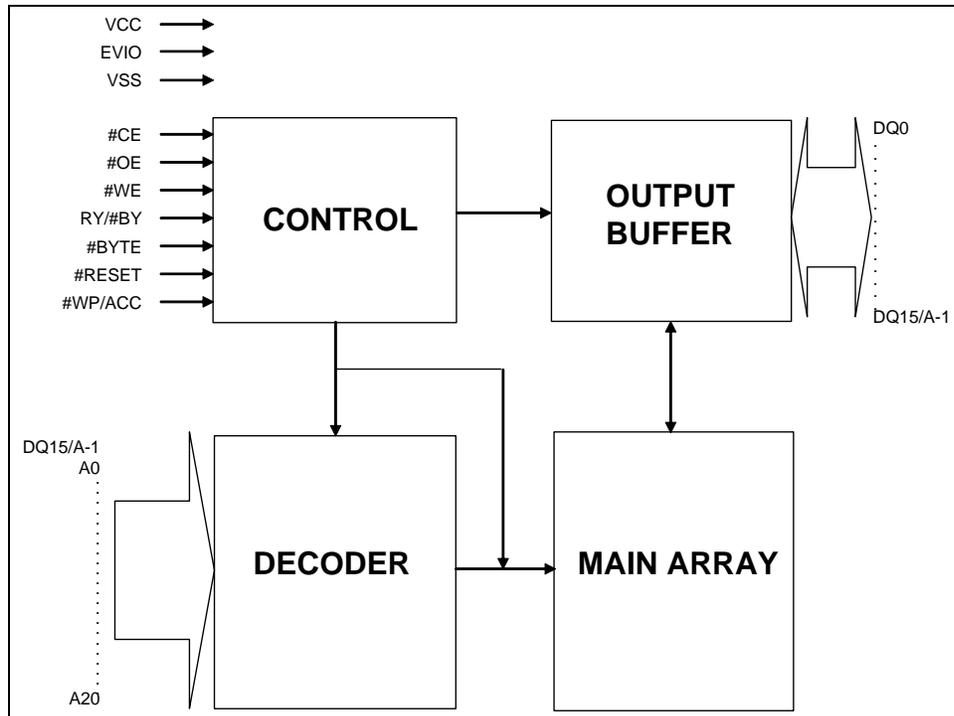 VCC
EVIO
VSS
#CE
#OE
#WE
RY/#BY
#BYTE
#RESET
#WP/ACC
CONTROL
OUTPUT
BUFFER
DQ0
DQ15/A-1
DQ15/A-1
A0
A20
DECODER
MAIN ARRAY